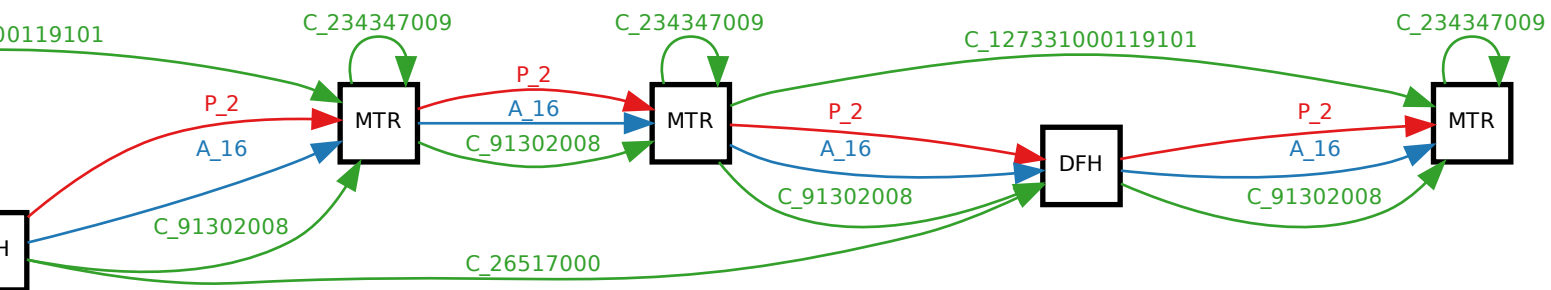 C_234347009
C_234347009
C_234347009
00119101
C_127331000119101
P_2
P_2
P_2
P_2
A_16
MTR
MTR
MTR
A_16
C_91302008
A_16
A_16
DFH
C_91302008
C_91302008
C_91302008
H
C_26517000